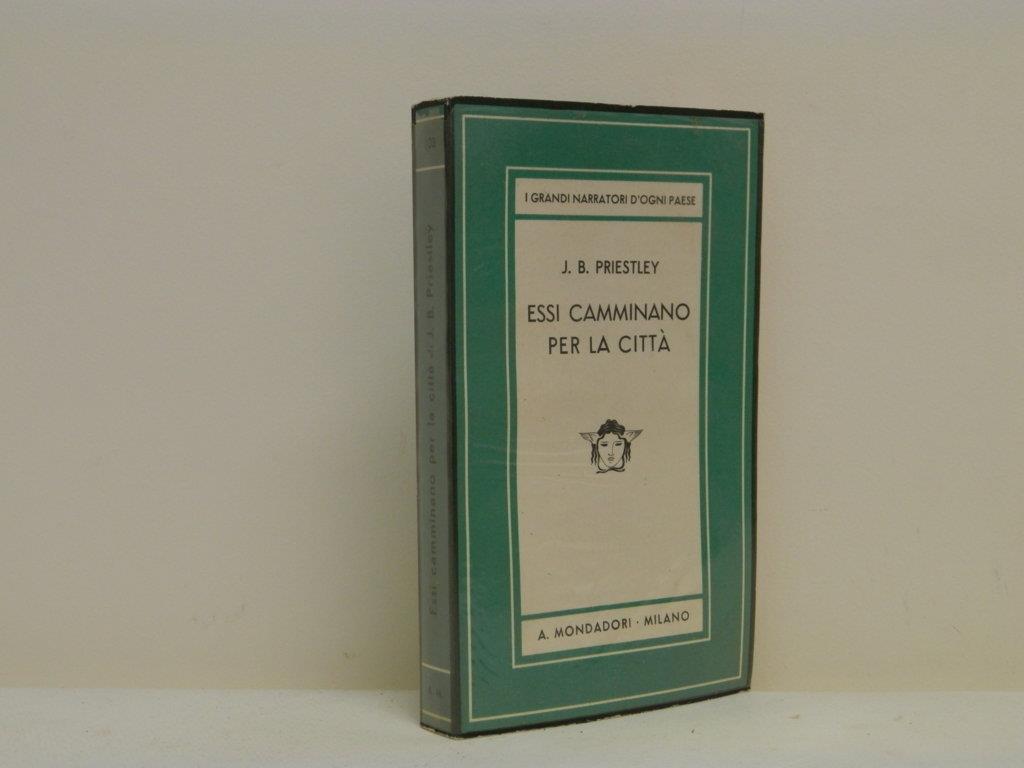 I GRANDI NARRATORI D'OGNI PAESE
J. B. PRIESTLEY
ESSI CAMMINANO
PER LA CITTÀ
A. MONDADORI · MILANO
Essi camminano per la città di J. B. Priestley